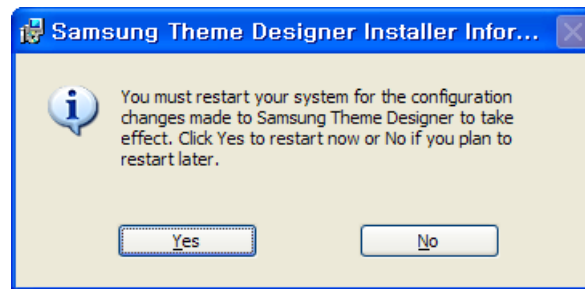 Samsung Theme Designer Installer Infor...
You must restart your system for the configuration
changes made to Samsung Theme Designer to take
effect. Click Yes to restart now or No if you plan to
restart later.
Yes
No